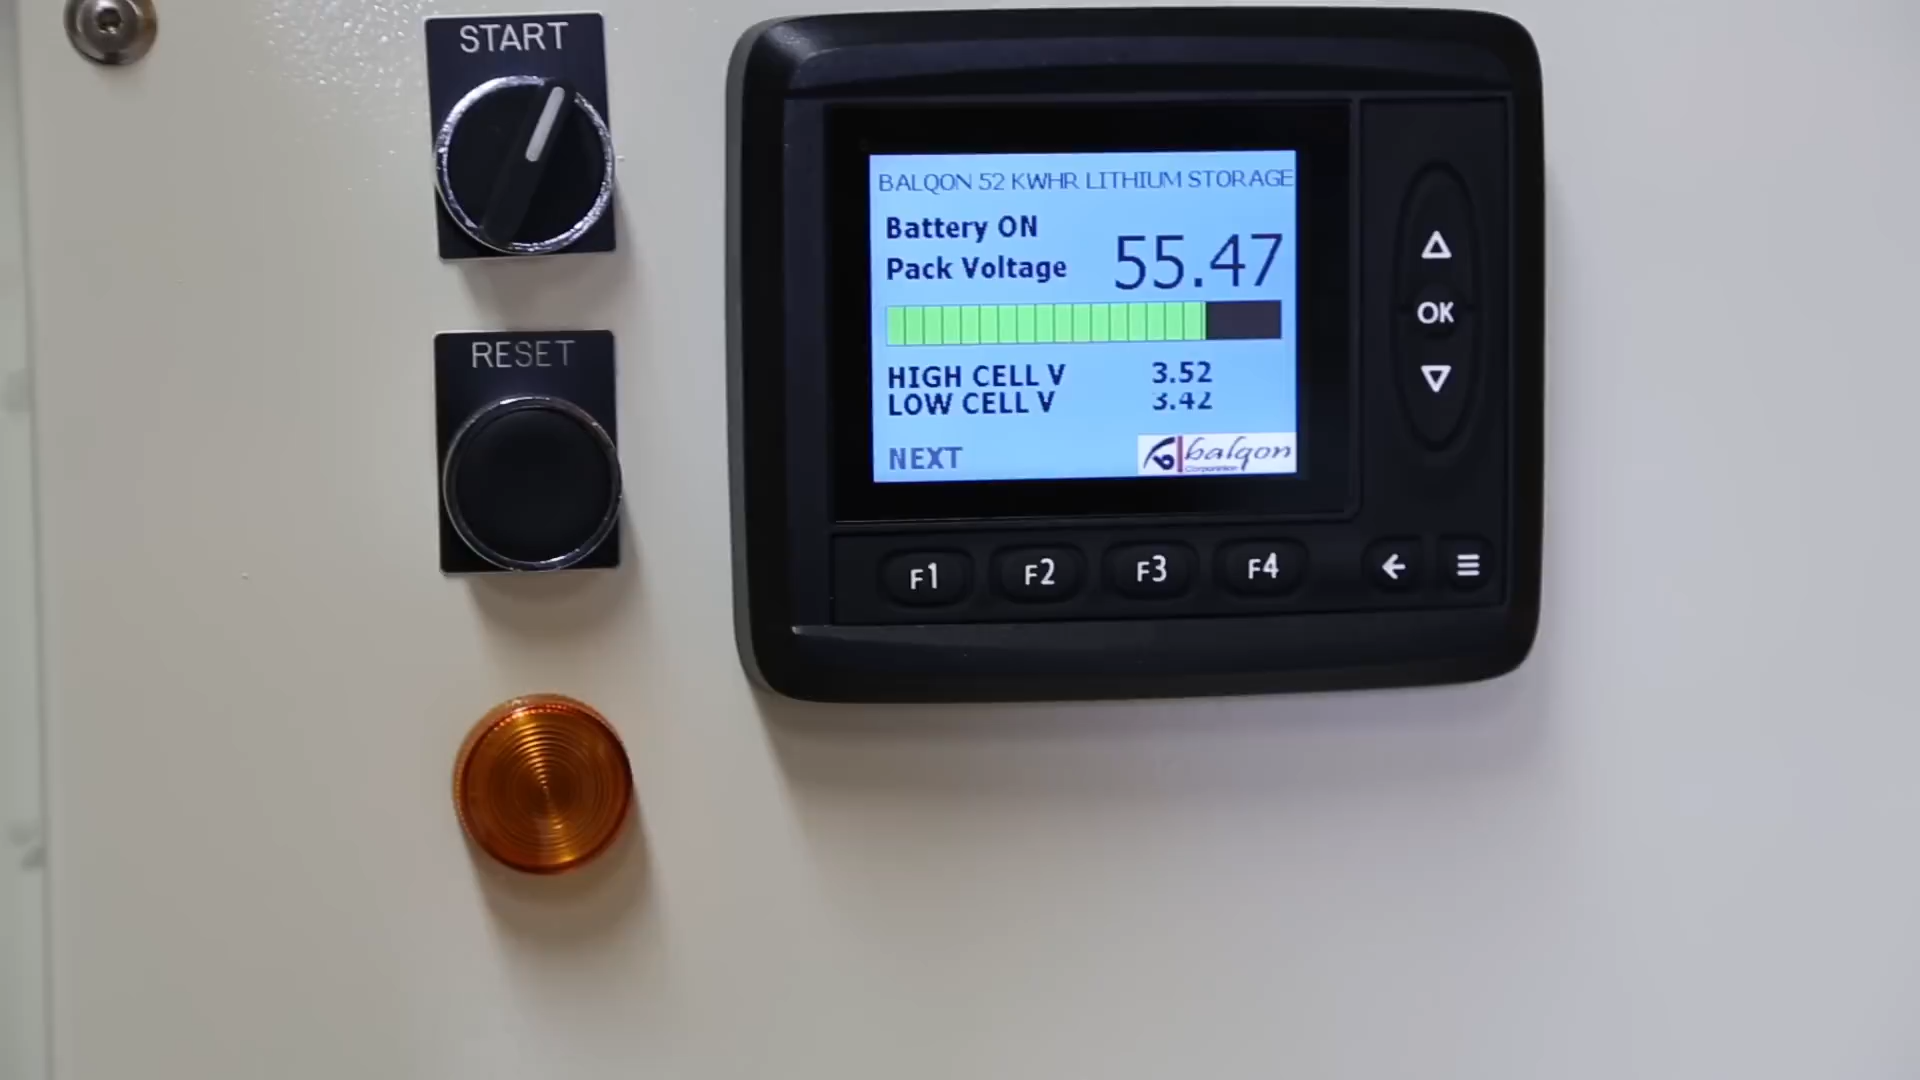 START
RESET
BALQON 52 KWHR LITHIUM STORAGE
Battery ON
Pack Voltage 55.47
HIGH CELL V 3.52
LOW CELL V 3.42
NEXT
balqon
Corporation
OK
F1 F2 F3 F4